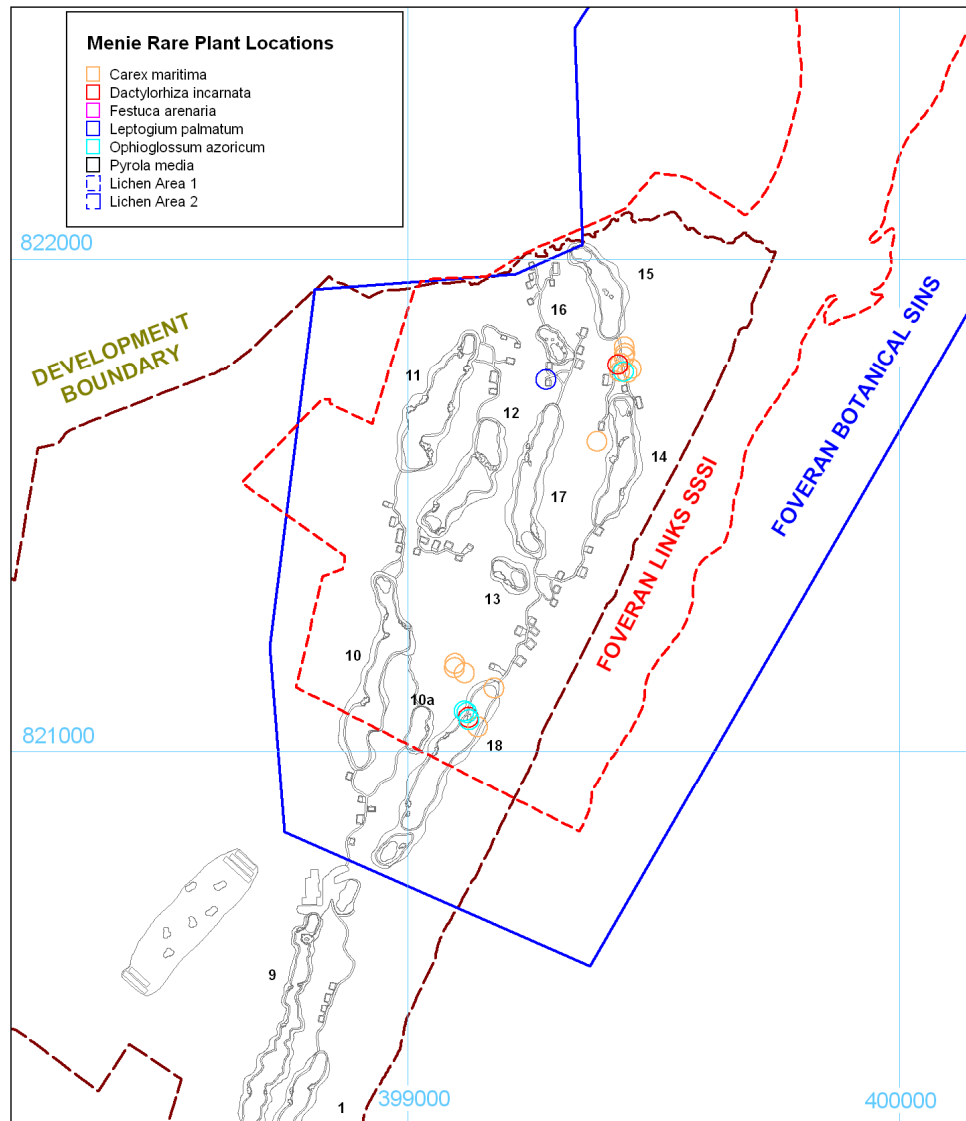 Menie Rare Plant Locations
Carex maritima
Dactylorhiza incarnata
Festuca arenaria
Leptogium palmatum
Ophioglossum azoricum
Pyrola media
Lichen Area 1
Lichen Area 2
822000
DEVELOPMENT
BOUNDARY
15
16
11
12
14
17
FOVERAN LINKS SSSI
FOVERAN BOTANICAL SINS
13
10
10a
18
821000
9
1
399000
400000